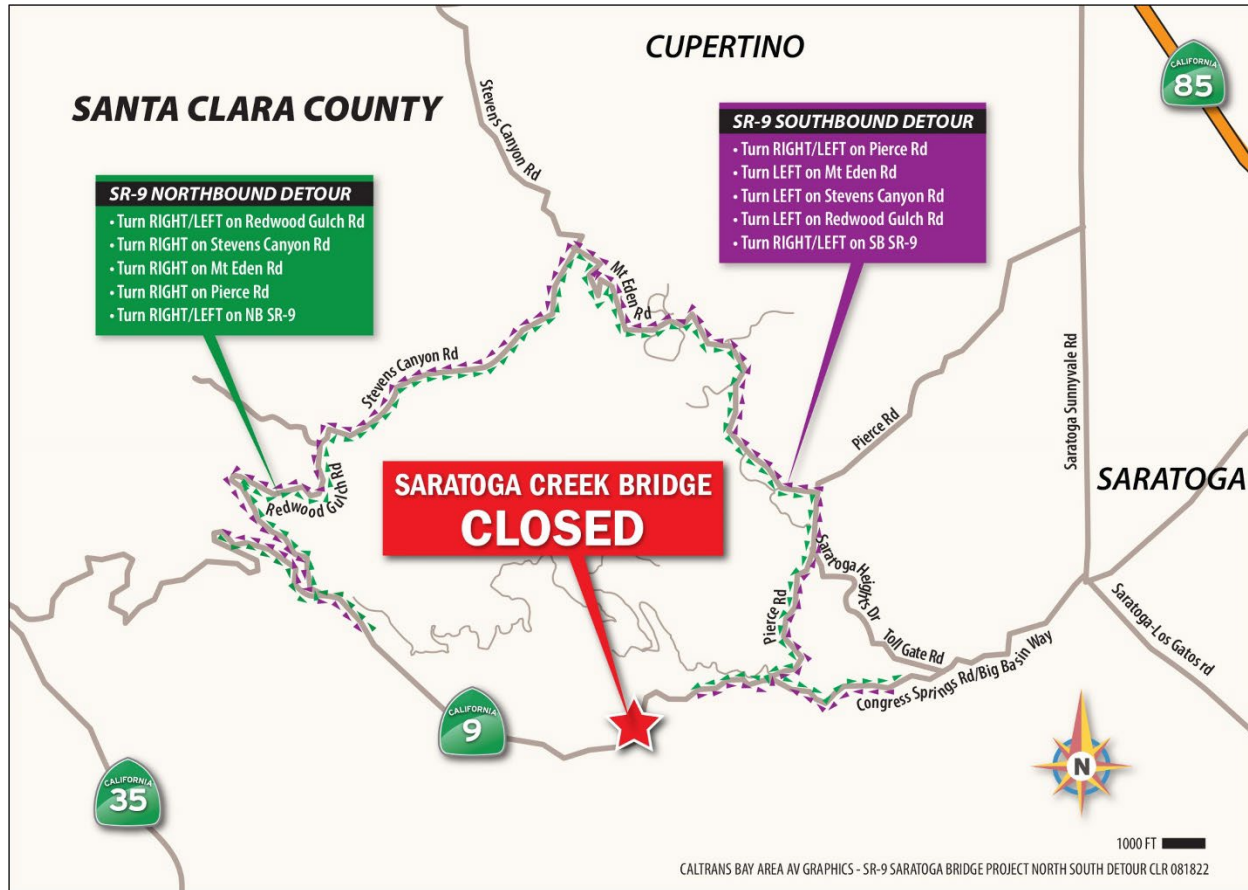 CUPERTINO
SANTA CLARA COUNTY
CALIFORNIA
85
Stevens Canyon Rd
SR-9 NORTHBOUND DETOUR
• Turn RIGHT/LEFT on Redwood Gulch Rd
• Turn RIGHT on Stevens Canyon Rd
• Turn RIGHT on Mt Eden Rd
• Turn RIGHT on Pierce Rd
• Turn RIGHT/LEFT on NB SR-9
SR-9 SOUTHBOUND DETOUR
• Turn RIGHT/LEFT on Pierce Rd
• Turn LEFT on Mt Eden Rd
• Turn LEFT on Stevens Canyon Rd
• Turn LEFT on Redwood Gulch Rd
• Turn RIGHT/LEFT on SB SR-9
Mt Eden Rd
Stevens Canyon Rd
Pierce Rd
Saratoga Sunnyvale Rd
SARATOGA
Redwood Gulch Rd
SARATOGA CREEK BRIDGE
CLOSED
Saratoga Heights Dr
Pierce Rd
Toll Gate Rd
Congress Springs Rd/Big Basin Way
Saratoga-Los Gatos rd
CALIFORNIA
9
CALIFORNIA
35
N
1000 FT
CALTRANS BAY AREA AV GRAPHICS - SR-9 SARATOGA BRIDGE PROJECT NORTH SOUTH DETOUR CLR 081822